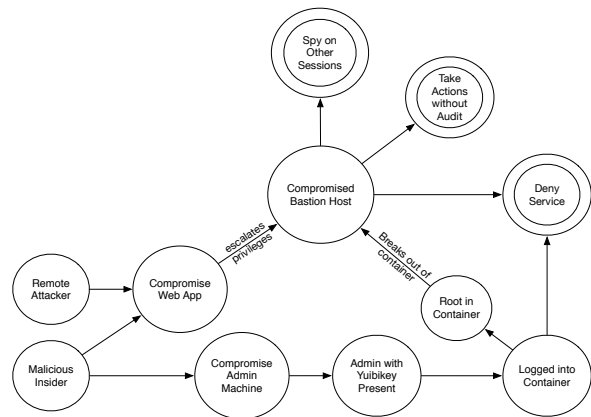 Spy on
Other
Sessions
Take
Actions
without
Audit
Compromised
Bastion Host
Deny
Service
escalates
privileges
Breaks out of
container
Remote
Attacker
Compromise
Web App
Root in
Container
Malicious
Insider
Compromise
Admin
Machine
Admin with
Yuibikey
Present
Logged into
Container